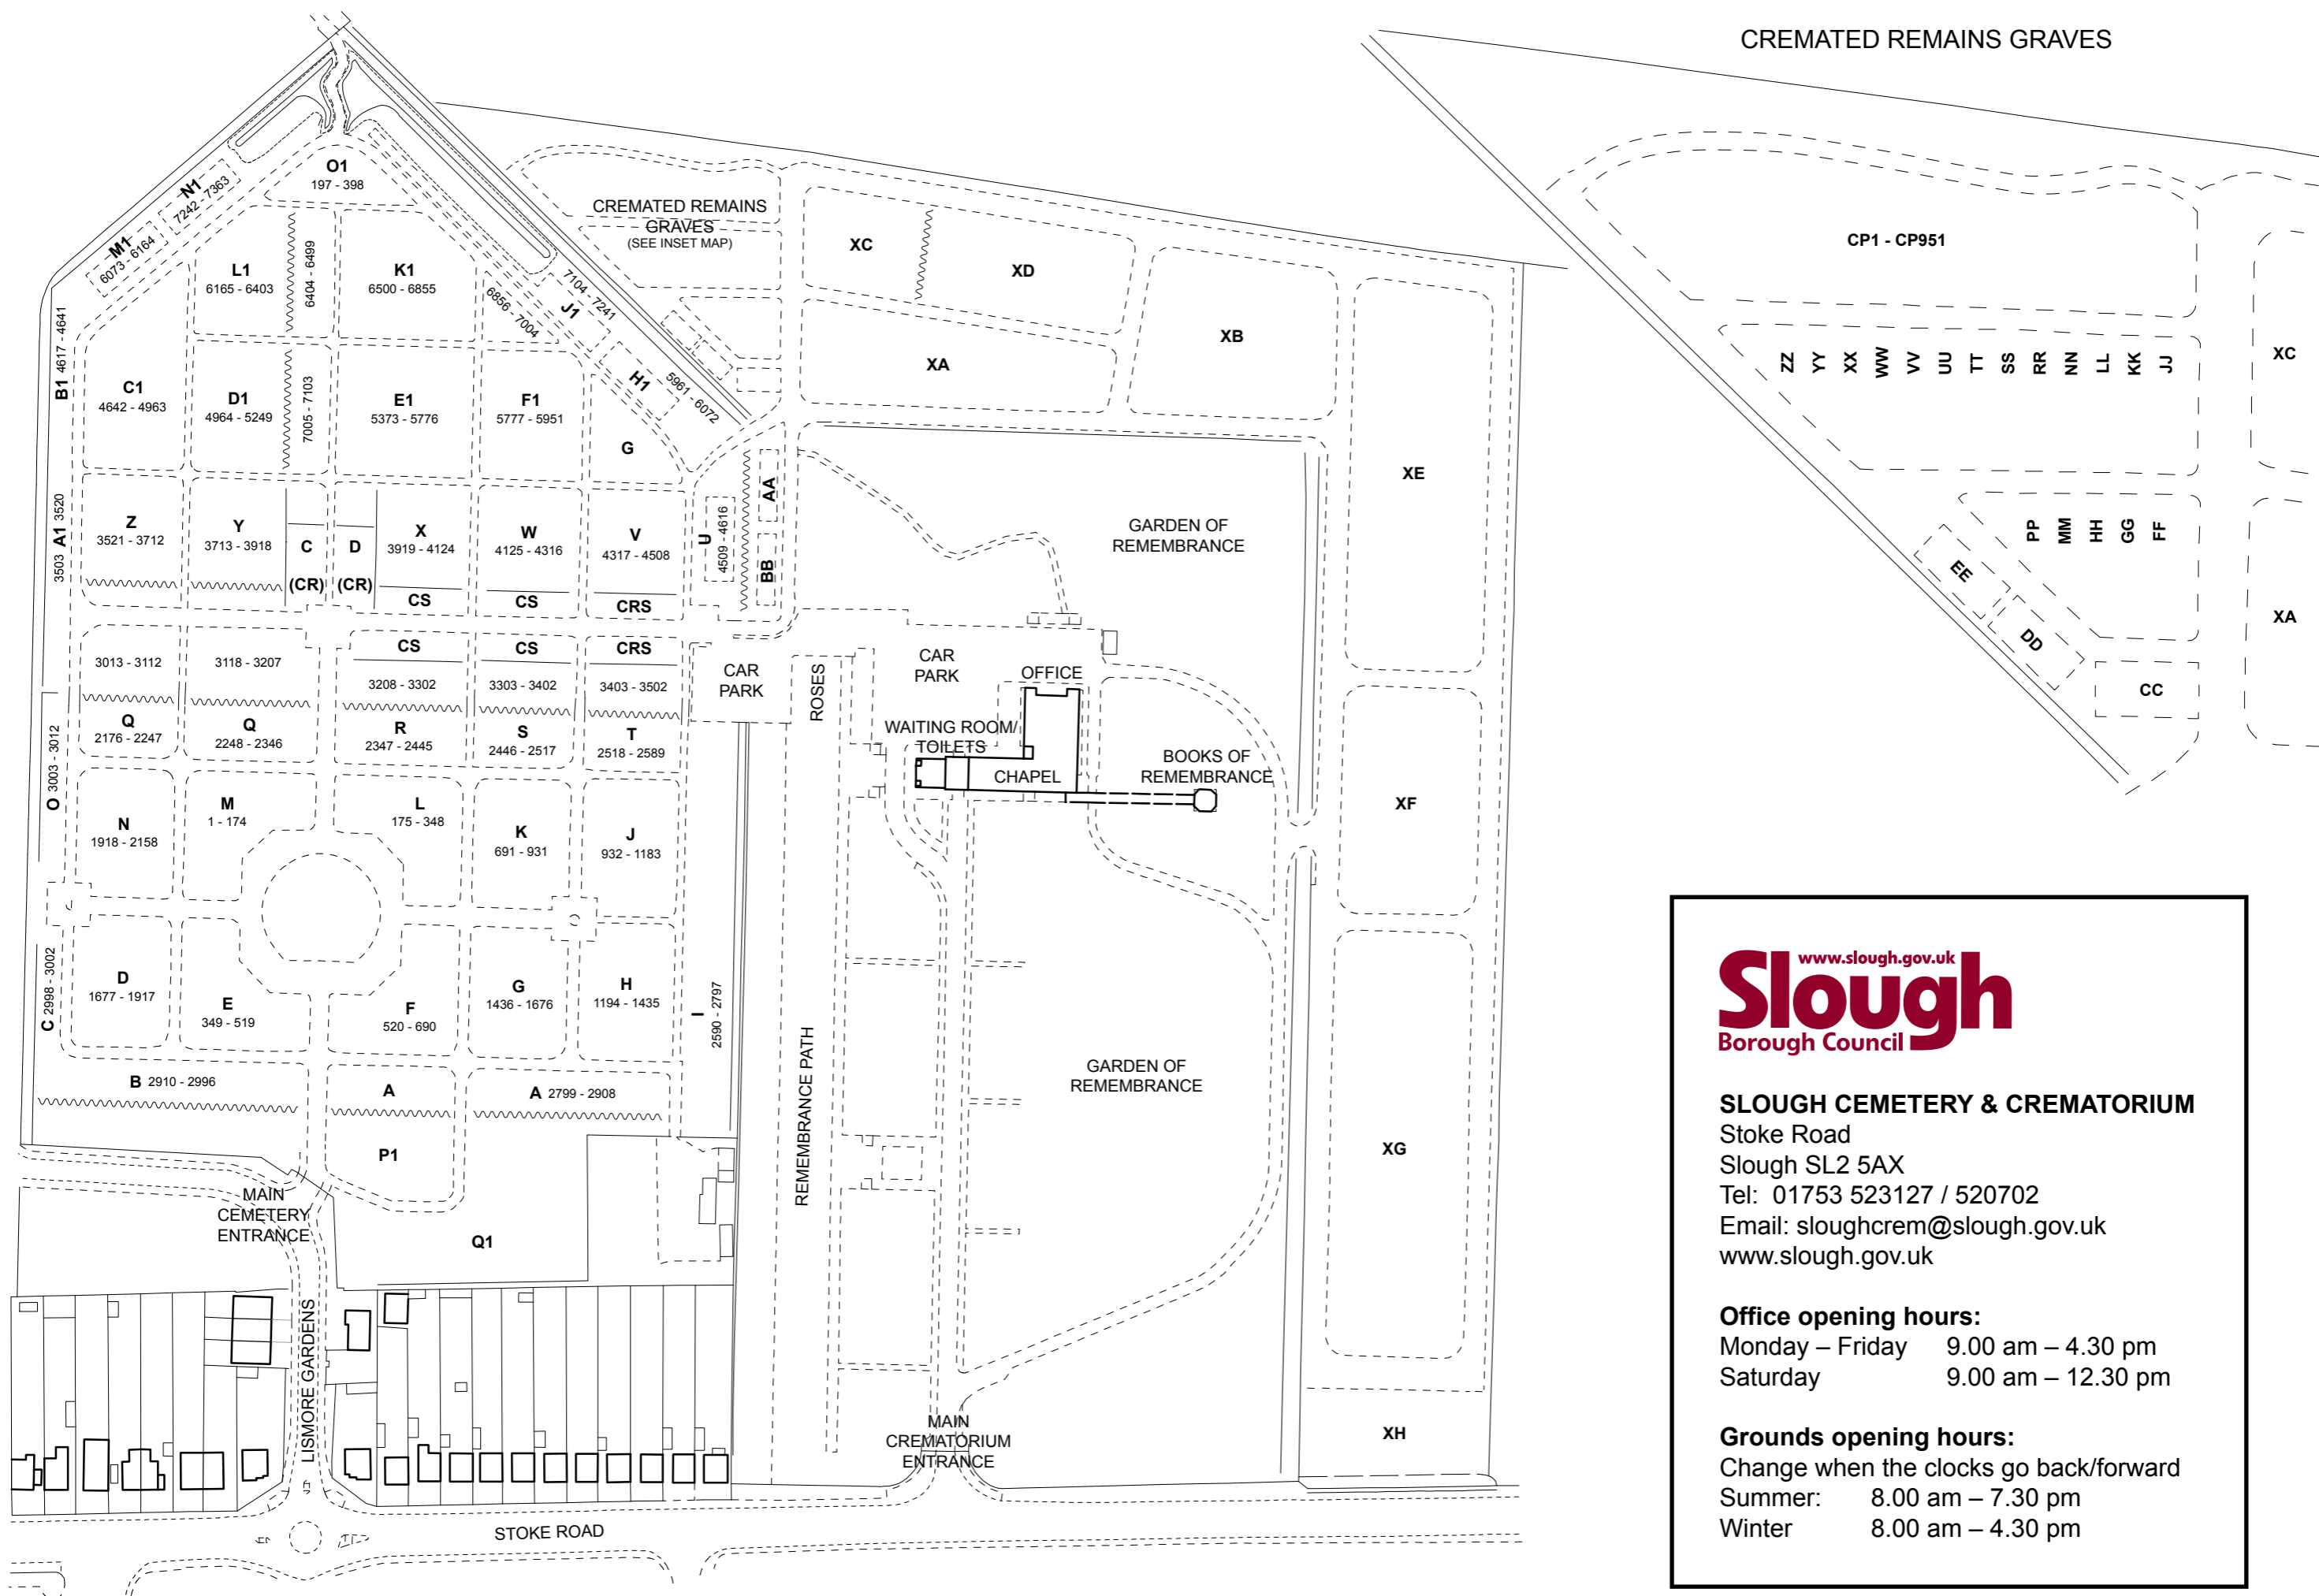 CREMATED REMAINS GRAVES
O1
197 - 398
N1
7242 - 7363
M1
6073 - 6164
L1
6165 - 6403
6404 - 6499
K1
6500 - 6855
6856 - 7004
7104 - 7241
J1
H1
5961 - 6072
CREMATED REMAINS
GRAVES
(SEE INSET MAP)
XC
XD
XA
XB
XE
B1 4617 - 4641
C1
4642 - 4963
D1
4964 - 5249
7005 - 7103
E1
5373 - 5776
F1
5777 - 5951
G
3503 A1 3520
Z
3521 - 3712
Y
3713 - 3918
C
(CR)
D
(CR)
X
3919 - 4124
CS
W
4125 - 4316
CS
V
4317 - 4508
CRS
U
4509 - 4616
AA
BB
GARDEN OF
REMEMBRANCE
3013 - 3112
3118 - 3207
CS
3208 - 3302
CS
3303 - 3402
CRS
3403 - 3502
CAR
PARK
ROSES
CAR
PARK
OFFICE
WAITING ROOM/
TOILETS
CHAPEL
BOOKS OF
REMEMBRANCE
Q
2176 - 2247
Q
2248 - 2346
R
2347 - 2445
S
2446 - 2517
T
2518 - 2589
O 3003 - 3012
N
1918 - 2158
M
1 - 174
L
175 - 348
K
691 - 931
J
932 - 1183
XF
C 2998 - 3002
D
1677 - 1917
E
349 - 519
F
520 - 690
G
1436 - 1676
H
1194 - 1435
I
2590 - 2797
REMEMBRANCE PATH
GARDEN OF
REMEMBRANCE
B 2910 - 2996
A
A 2799 - 2908
P1
Q1
XG
XH
MAIN
CEMETERY
ENTRANCE
LISMORE GARDENS
MAIN
CREMATORIUM
ENTRANCE
STOKE ROAD
CP1 - CP951
ZZ
YY
XX
WW
VV
UU
TT
SS
RR
NN
LL
KK
JJ
XC
PP
MM
HH
GG
FF
EE
DD
CC
XA
www.slough.gov.uk
Slough
Borough Council
SLOUGH CEMETERY & CREMATORIUM
Stoke Road
Slough SL2 5AX
Tel: 01753 523127 / 520702
Email: sloughcrem@slough.gov.uk
www.slough.gov.uk
Office opening hours:
Monday – Friday 9.00 am – 4.30 pm
Saturday 9.00 am – 12.30 pm
Grounds opening hours:
Change when the clocks go back/forward
Summer: 8.00 am – 7.30 pm
Winter 8.00 am – 4.30 pm